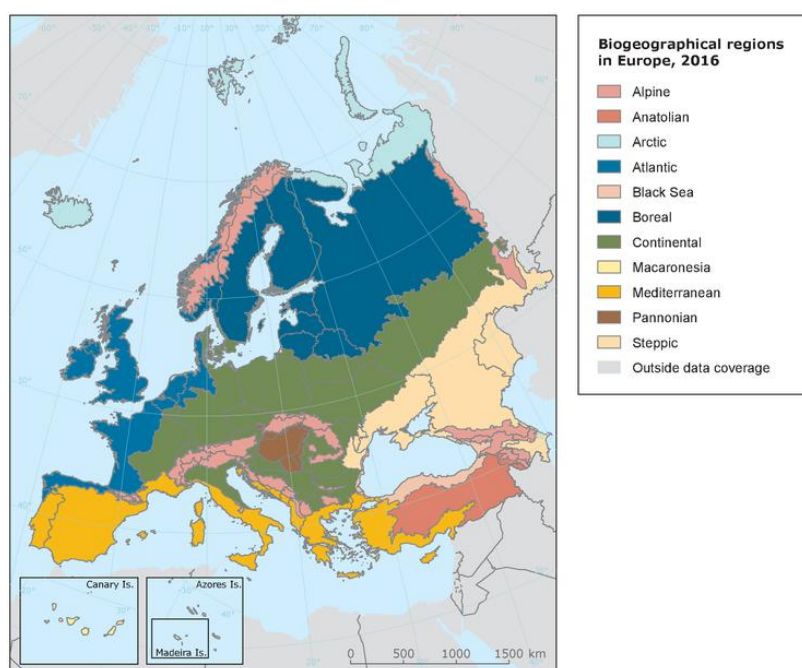 Biogeographical regions
in Europe, 2016
Alpine
Anatolian
Arctic
Atlantic
Black Sea
Boreal
Continental
Macaronesia
Mediterranean
Pannonian
Steppic
Outside data coverage
Canary Is.
Azores Is.
Madeira Is.
0 500 1000 1500 km